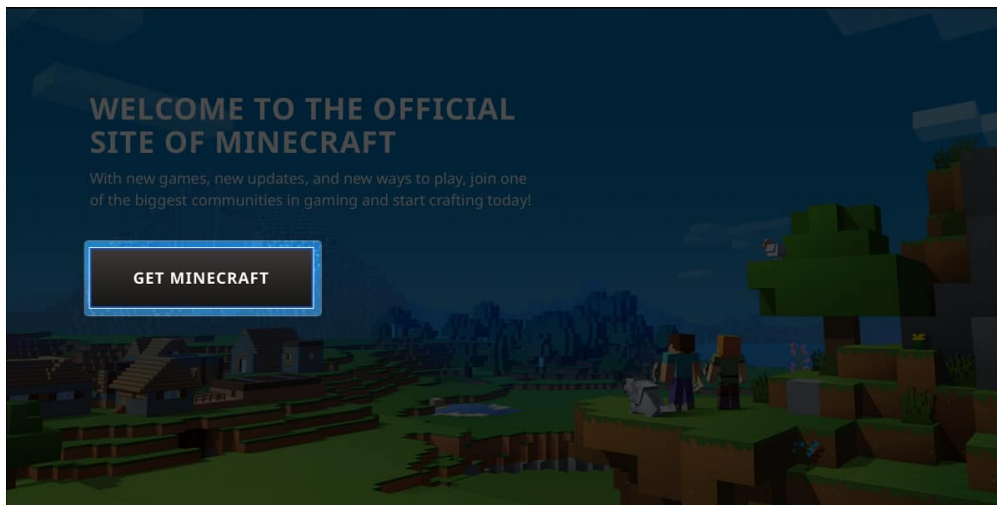 WELCOME TO THE OFFICIAL
SITE OF MINECRAFT
With new games, new updates, and new ways to play, join one
of the biggest communities in gaming and start crafting today!
GET MINECRAFT